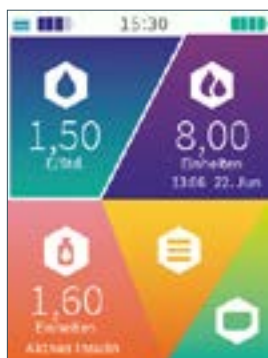 15:30
1,50
E/Std.
8,00
Einheiten
13:06 22. Jun
1,60
Einheiten
Aktives Insulin